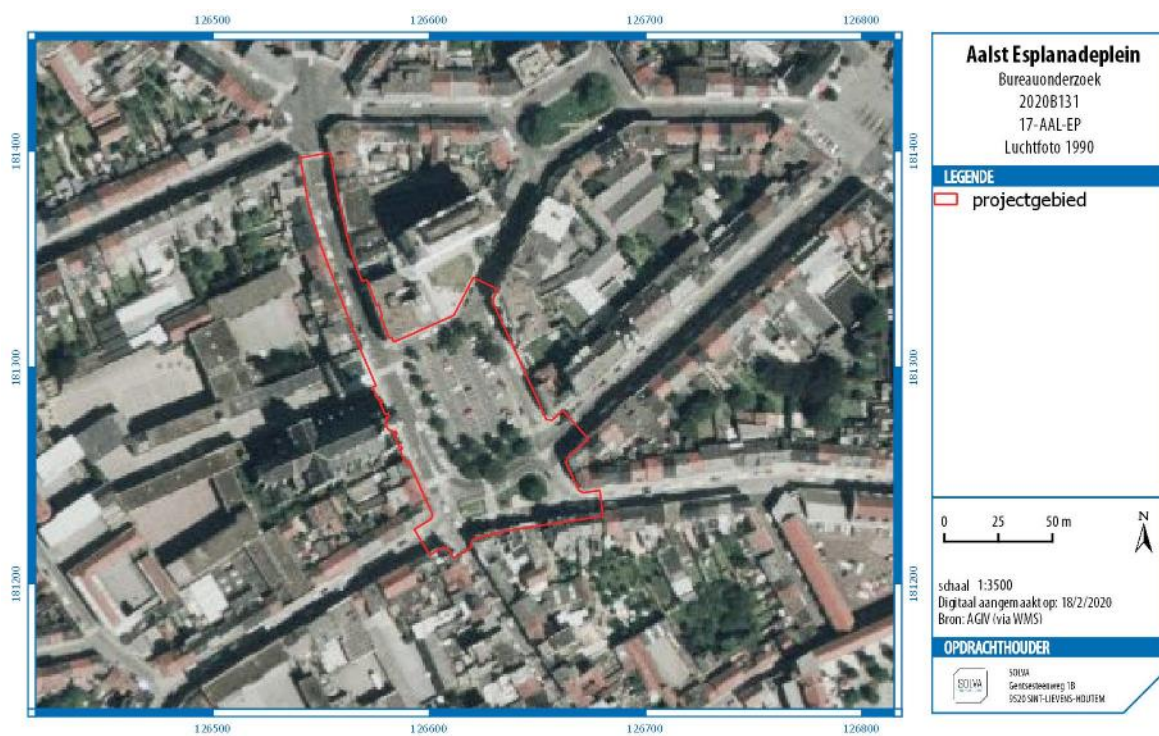 126500 126600 126700 126800
181400 181400
181300 181300
181200 181200
126500 126600 126700 126800
Aalst Esplanadeplein
Bureauonderzoek
2020B131
17-AAL-EP
Luchtfoto 1990
LEGENDE
projectgebied
0 25 50 m
N
schaal 1:3500
Digitaal aangemaakt op: 18/2/2020
Bron: AGIV (via WMS)
OPDRACHTHOUDER
SOLVA
SOLVA
Gentsesteenweg 1B
9520 SINT-LIEVENS-HOUTEM